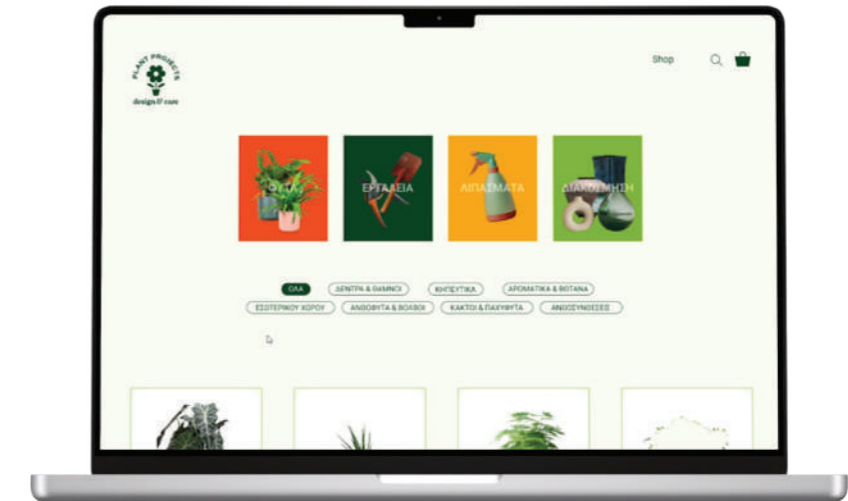 PLANT PROJECTS
design & care
Shop
ΦΥΤΑ
ΕΡΓΑΛΕΙΑ
ΛΙΠΑΣΜΑΤΑ
ΔΙΑΚΟΣΜΗΣΗ
ΟΛΑ
ΔΕΝΤΡΑ & ΘΑΜΝΟΙ
ΚΗΠΕΥΤΙΚΑ
ΑΡΩΜΑΤΙΚΑ & ΒΟΤΑΝΑ
ΕΣΩΤΕΡΙΚΟΥ ΧΩΡΟΥ
ΑΝΘΟΦΥΤΑ & ΒΟΛΒΟΙ
ΚΑΚΤΟΙ & ΠΑΧΥΦΥΤΑ
ΑΝΘΟΣΥΝΘΕΣΕΙΣ